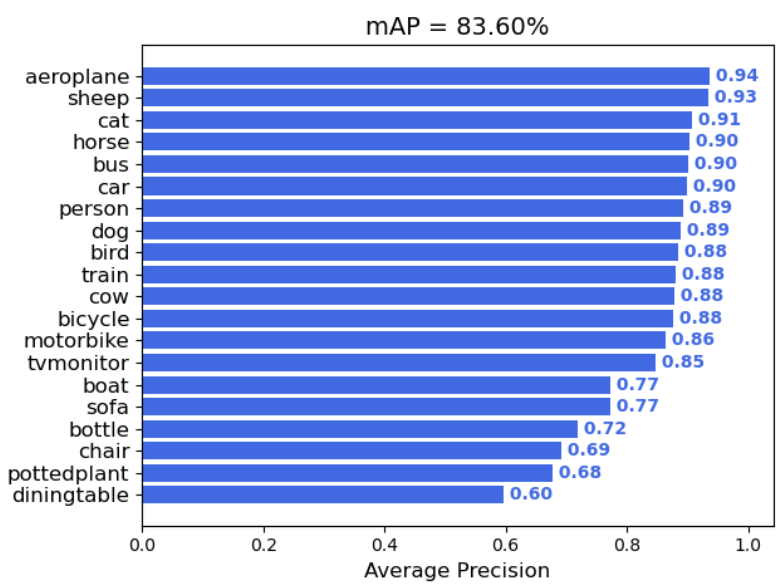 mAP = 83.60%
aeroplane 0.94
sheep 0.93
cat 0.91
horse 0.90
bus 0.90
car 0.90
person 0.89
dog 0.89
bird 0.88
train 0.88
cow 0.88
bicycle 0.88
motorbike 0.86
tvmonitor 0.85
boat 0.77
sofa 0.77
bottle 0.72
chair 0.69
pottedplant 0.68
diningtable 0.60
0.0 0.2 0.4 0.6 0.8 1.0
Average Precision